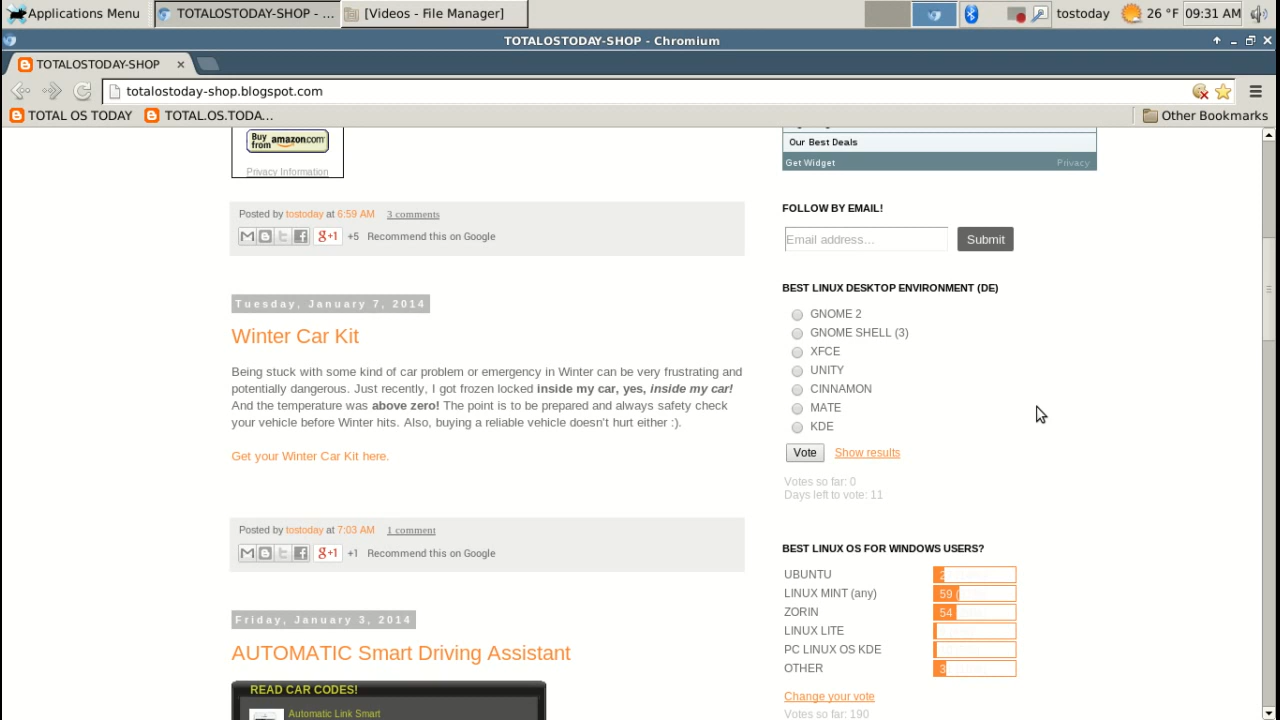 Applications Menu
TOTALOSTODAY-SHOP - ...
[Videos - File Manager]
tostoday
26 °F
09:31 AM
TOTALOSTODAY-SHOP - Chromium
TOTALOSTODAY-SHOP
totalostoday-shop.blogspot.com
TOTAL OS TODAY
TOTAL.OS.TODA...
Other Bookmarks
Buy from amazon.com
Privacy Information
Posted by tostoday at 6:59 AM 3 comments
g+1 +5 Recommend this on Google
Tuesday, January 7, 2014
Winter Car Kit
Being stuck with some kind of car problem or emergency in Winter can be very frustrating and
potentially dangerous. Just recently, I got frozen locked inside my car, yes, inside my car!
And the temperature was above zero! The point is to be prepared and always safety check
your vehicle before Winter hits. Also, buying a reliable vehicle doesn't hurt either :).
Get your Winter Car Kit here.
Posted by tostoday at 7:03 AM 1 comment
g+1 +1 Recommend this on Google
Friday, January 3, 2014
AUTOMATIC Smart Driving Assistant
READ CAR CODES!
Automatic Link Smart
Our Best Deals
Get Widget Privacy
FOLLOW BY EMAIL!
Email address... Submit
BEST LINUX DESKTOP ENVIRONMENT (DE)
GNOME 2
GNOME SHELL (3)
XFCE
UNITY
CINNAMON
MATE
KDE
Vote Show results
Votes so far: 0
Days left to vote: 11
BEST LINUX OS FOR WINDOWS USERS?
UBUNTU
LINUX MINT (any) 59
ZORIN 54
LINUX LITE
PC LINUX OS KDE
OTHER
Change your vote
Votes so far: 190